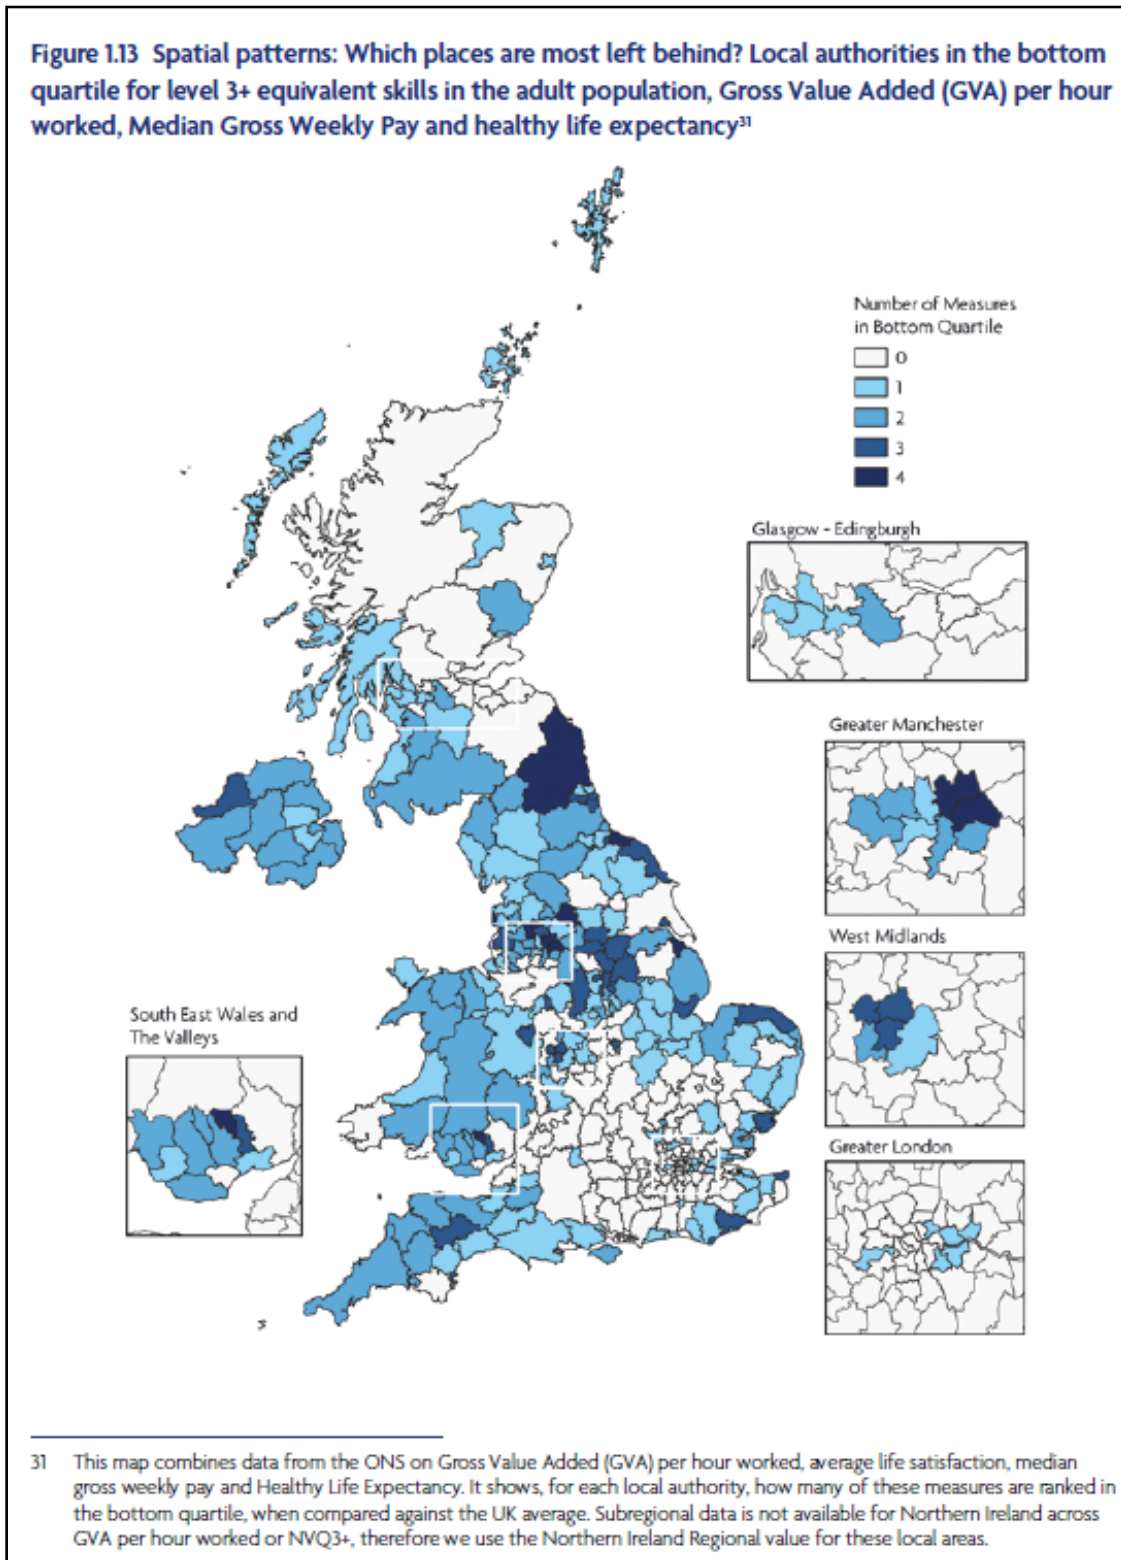 Figure 1.13 Spatial patterns: Which places are most left behind? Local authorities in the bottom
quartile for level 3+ equivalent skills in the adult population, Gross Value Added (GVA) per hour
worked, Median Gross Weekly Pay and healthy life expectancy³¹
Number of Measures
in Bottom Quartile
0
1
2
3
4
Glasgow - Edingburgh
Greater Manchester
West Midlands
South East Wales and
The Valleys
Greater London
31 This map combines data from the ONS on Gross Value Added (GVA) per hour worked, average life satisfaction, median
gross weekly pay and Healthy Life Expectancy. It shows, for each local authority, how many of these measures are ranked in
the bottom quartile, when compared against the UK average. Subregional data is not available for Northern Ireland across
GVA per hour worked or NVQ3+, therefore we use the Northern Ireland Regional value for these local areas.